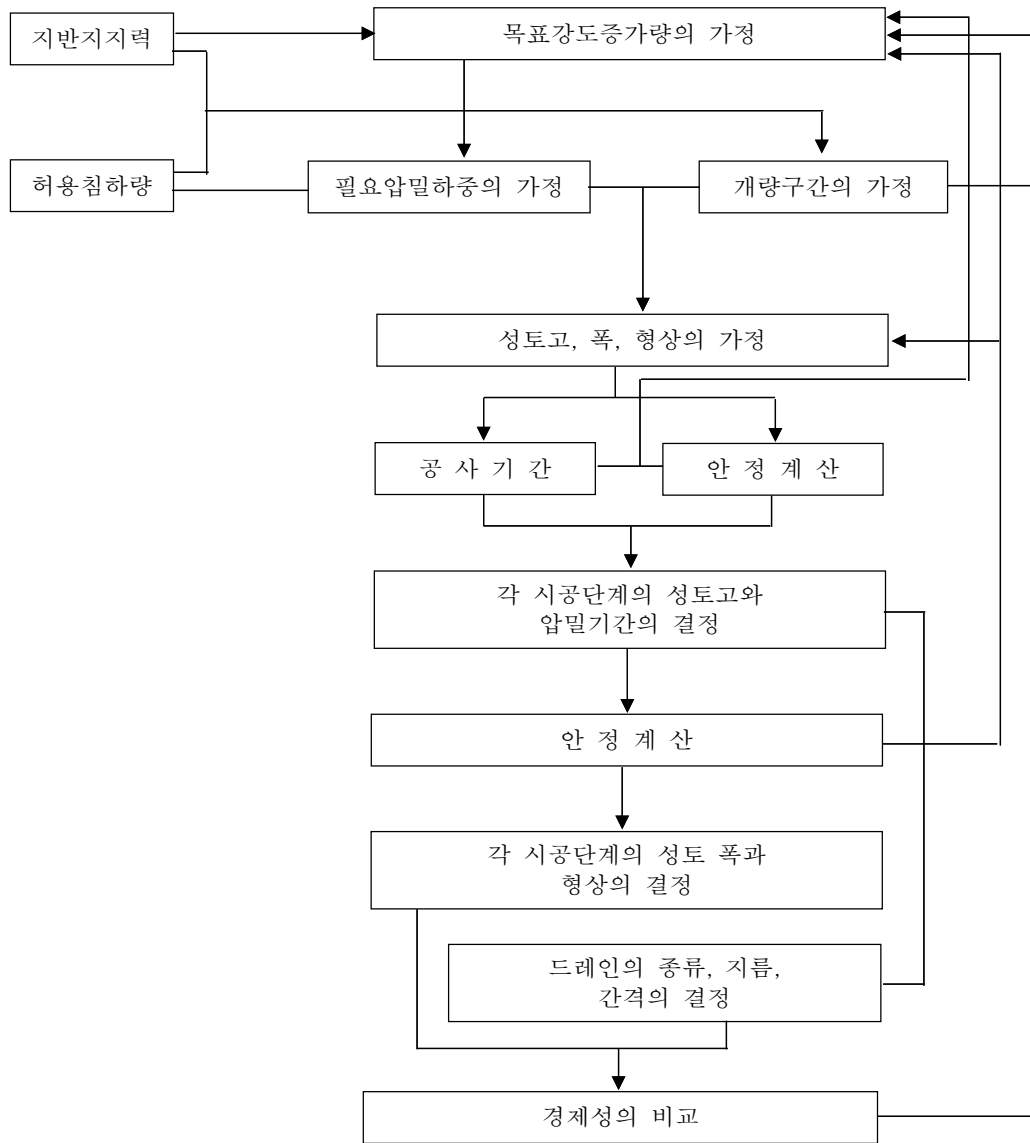 지반지지력
목표강도증가량의 가정
허용침하량
필요압밀하중의 가정
개량구간의 가정
성토고, 폭, 형상의 가정
공 사 기 간
안 정 계 산
각 시공단계의 성토고와
압밀기간의 결정
안 정 계 산
각 시공단계의 성토 폭과
형상의 결정
드레인의 종류, 지름,
간격의 결정
경제성의 비교